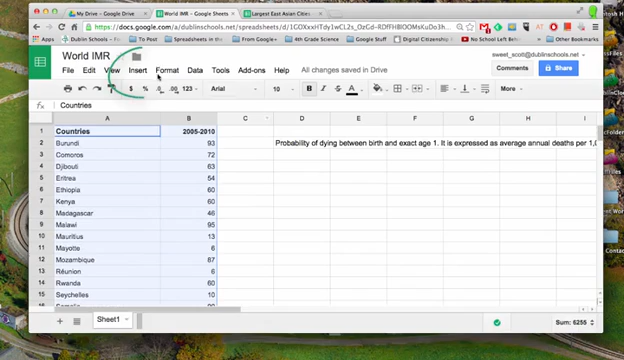 My Drive - Google Drive
World IMR - Google Sheets
Largest East Asian Cities
https://docs.google.com/a/dublinschools.net/spreadsheets/d/
Apps
Dublin Schools
To Post
Spreadsheets in the
From
4th Grade Science
Google Stuff
Digital Citizenship
No School Left
Other Bookmarks
World IMR
sweet_scott@dublinschools.net
File Edit View Insert Format Data Tools Add-ons Help All changes saved in Drive
Comments Share
$ % .0 .00 123 Arial 10 B I S A More
fx Countries
A B C D E F G H I
1 Countries 2005-2010
2 Burundi 93 Probability of dying between birth and exact age 1. It is expressed as average annual deaths per 1,0
3 Comoros 72
4 Djibouti 63
5 Eritrea 54
6 Ethiopia 60
7 Kenya 60
8 Madagascar 46
9 Malawi 95
10 Mauritius 13
11 Mayotte 6
12 Mozambique 67
13 Réunion 6
14 Rwanda 60
15 Seychelles 10
Sheet1
Sum: 6255